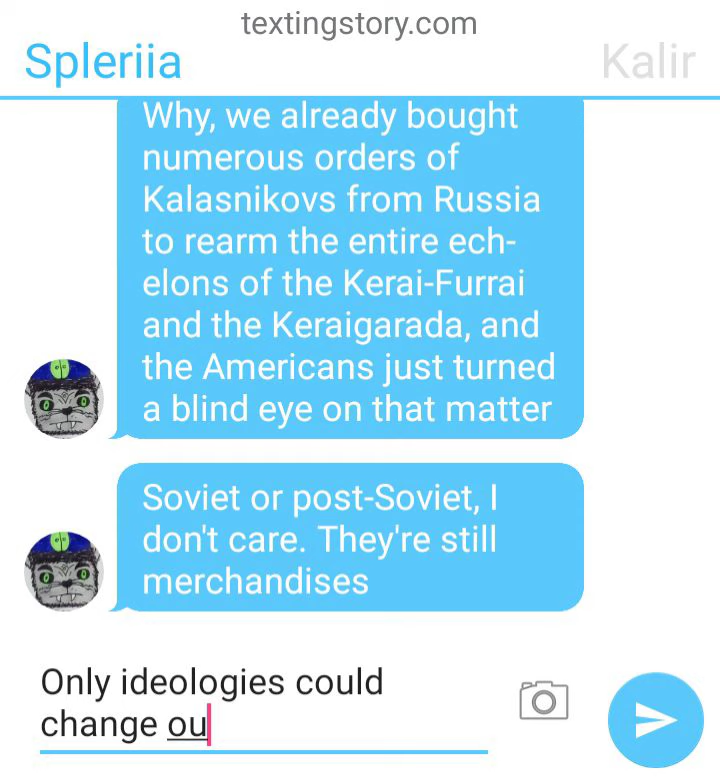 textingstory.com
Spleriia
Kalir
Why, we already bought
numerous orders of
Kalasnikovs from Russia
to rearm the entire ech-
elons of the Kerai-Furrai
and the Keraigarada, and
the Americans just turned
a blind eye on that matter
Soviet or post-Soviet, I
don't care. They're still
merchandises
Only ideologies could
change ou